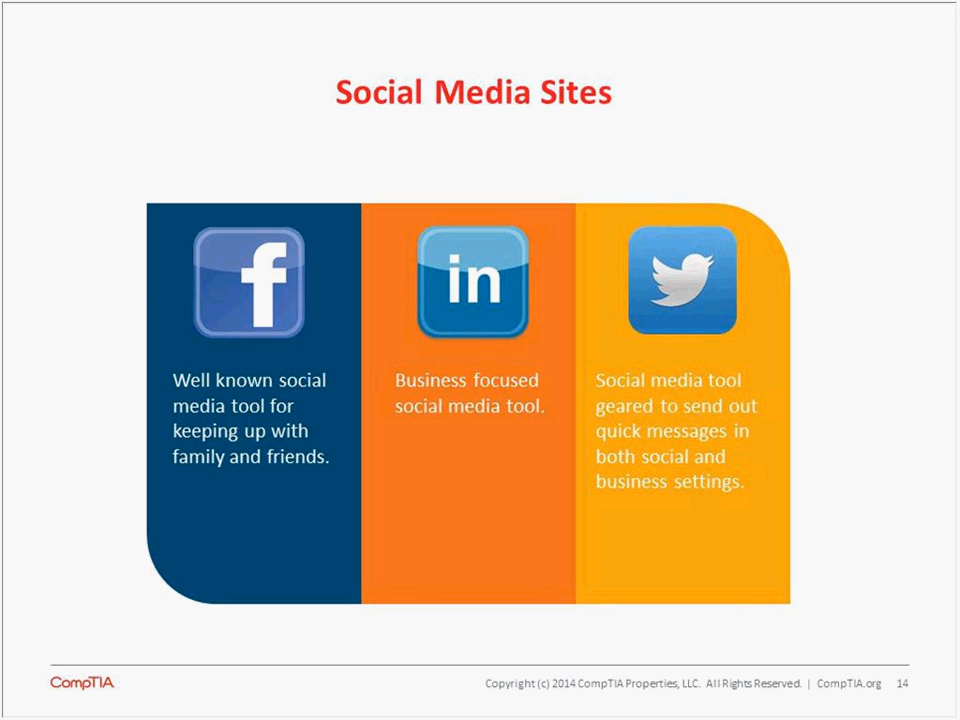 Social Media Sites
f
in
Well known social
media tool for
keeping up with
family and friends.
Business focused
social media tool.
Social media tool
geared to send out
quick messages in
both social and
business settings.
CompTIA
Copyright (c) 2014 CompTIA Properties, LLC. All Rights Reserved. | CompTIA.org 14